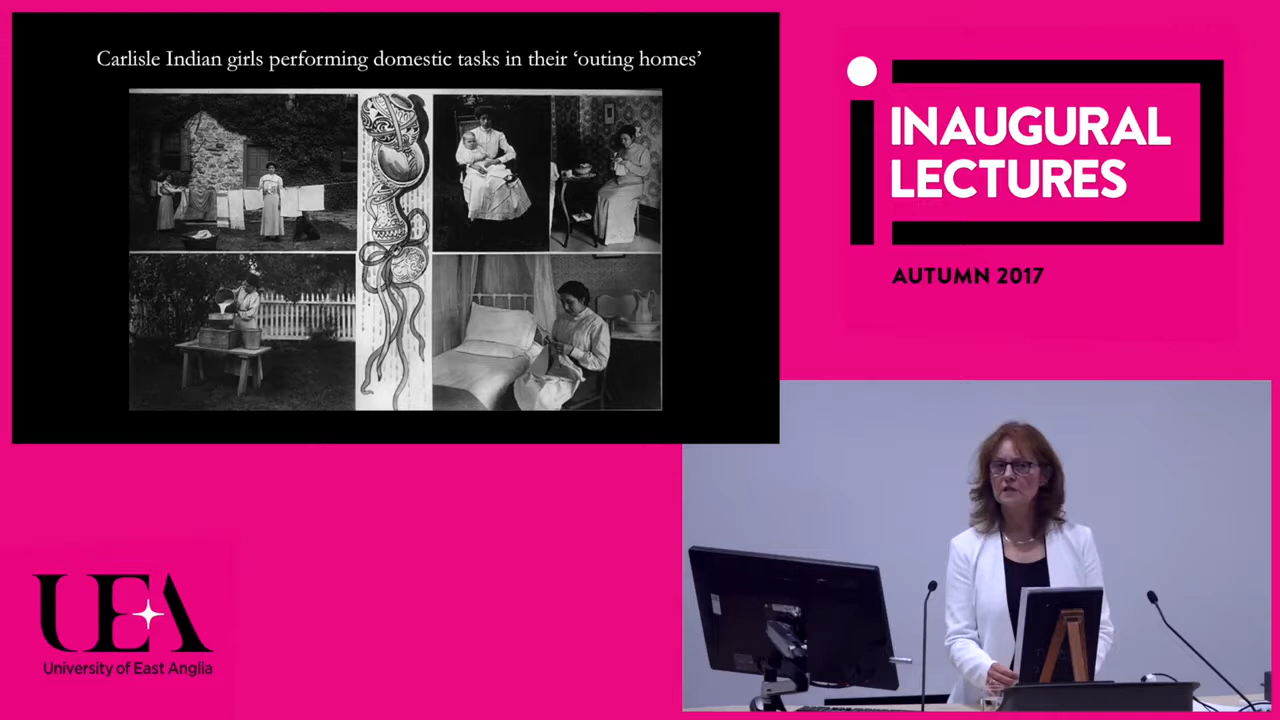 Carlisle Indian girls performing domestic tasks in their ‘outing homes’
INAUGURAL
LECTURES
AUTUMN 2017
UEA
University of East Anglia